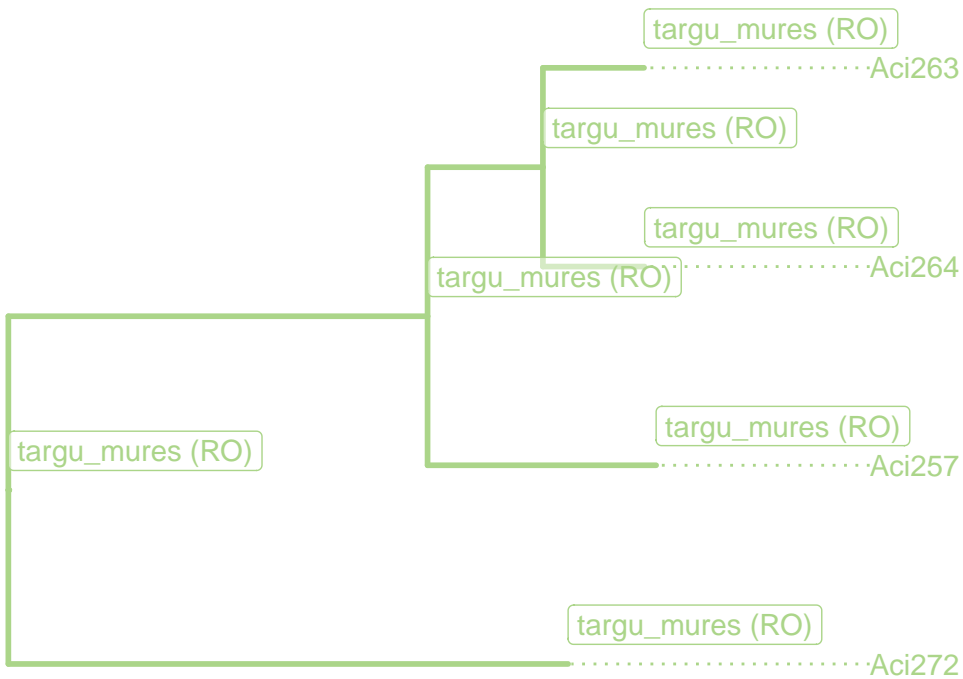 targu_mures (RO)
Aci263
targu_mures (RO)
targu_mures (RO)
Aci264
targu_mures (RO)
targu_mures (RO)
targu_mures (RO)
Aci257
targu_mures (RO)
Aci272